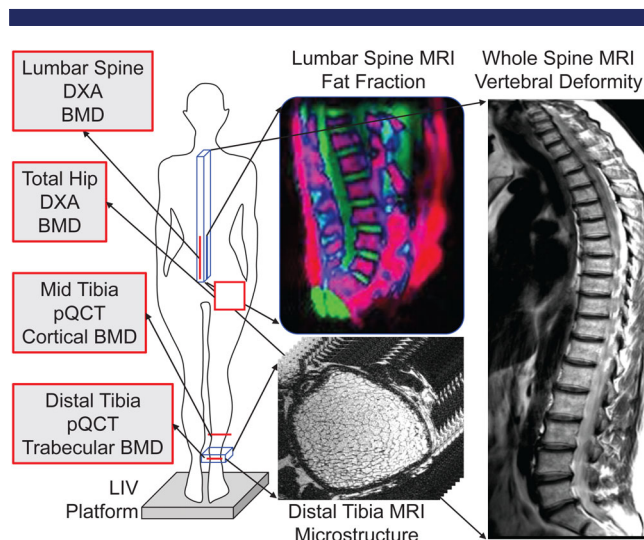 Lumbar Spine
DXA
BMD
Total Hip
DXA
BMD
Mid Tibia
pQCT
Cortical BMD
Distal Tibia
pQCT
Trabecular BMD
LIV
Platform
Lumbar Spine MRI
Fat Fraction
Distal Tibia MRI
Microstructure
Whole Spine MRI
Vertebral Deformity